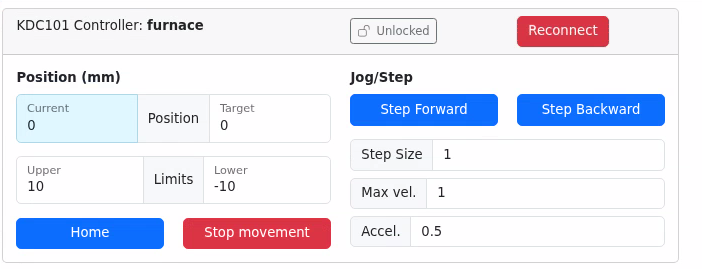 KDC101 Controller: furnace
Unlocked
Reconnect
Position (mm)
Current
0
Position
Target
0
Upper
10
Limits
Lower
-10
Home
Stop movement
Jog/Step
Step Forward
Step Backward
Step Size 1
Max vel. 1
Accel. 0.5